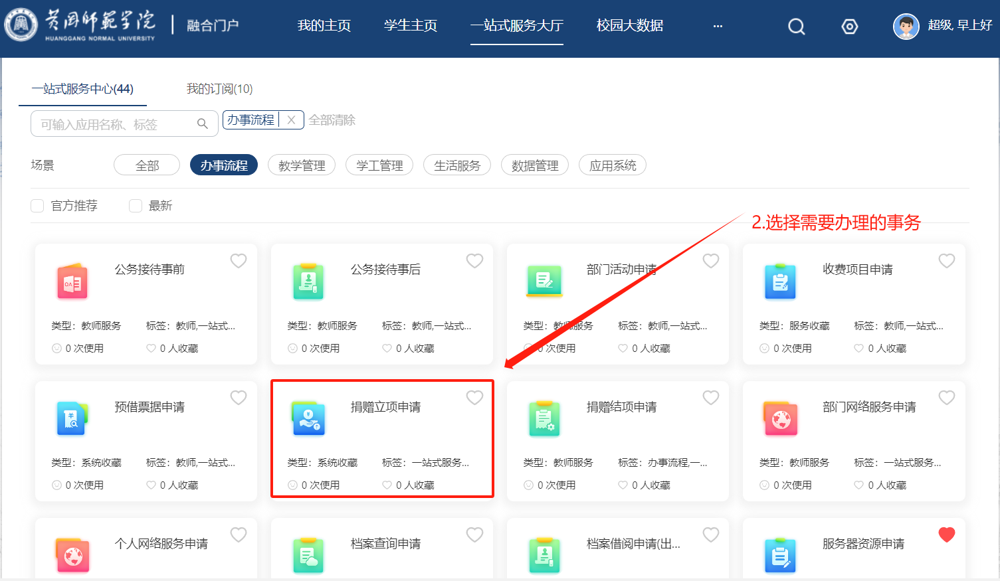 黄冈师范学院 HUANGGANG NORMAL UNIVERSITY 融合门户 我的主页 学生主页 一站式服务大厅 校园大数据 ... 超级, 早上好
一站式服务中心(44) 我的订阅(10)
可输入应用名称、标签 办事流程 X 全部清除
场景 全部 办事流程 教学管理 学工管理 生活服务 数据管理 应用系统
官方推荐 最新
2.选择需要办理的事务
公务接待事前 公务接待事后 部门活动申请 收费项目申请
类型：教师服务 标签：教师,一站式... 类型：教师服务 标签：教师,一站式... 类型：教师服务 标签：教师,一站式... 类型：服务收藏 标签：教师,一站式...
0 次使用 0 人收藏 0 次使用 0 人收藏 0 次使用 0 人收藏 0 次使用 0 人收藏
预借票据申请 捐赠立项申请 捐赠结项申请 部门网络服务申请
类型：系统收藏 标签：教师,一站式... 类型：系统收藏 标签：一站式服务... 类型：教师服务 标签：办事流程,一... 类型：教师服务 标签：一站式服务...
0 次使用 0 人收藏 0 次使用 0 人收藏 0 次使用 0 人收藏 0 次使用 0 人收藏
个人网络服务申请 档案查询申请 档案借阅申请(出... 服务器资源申请